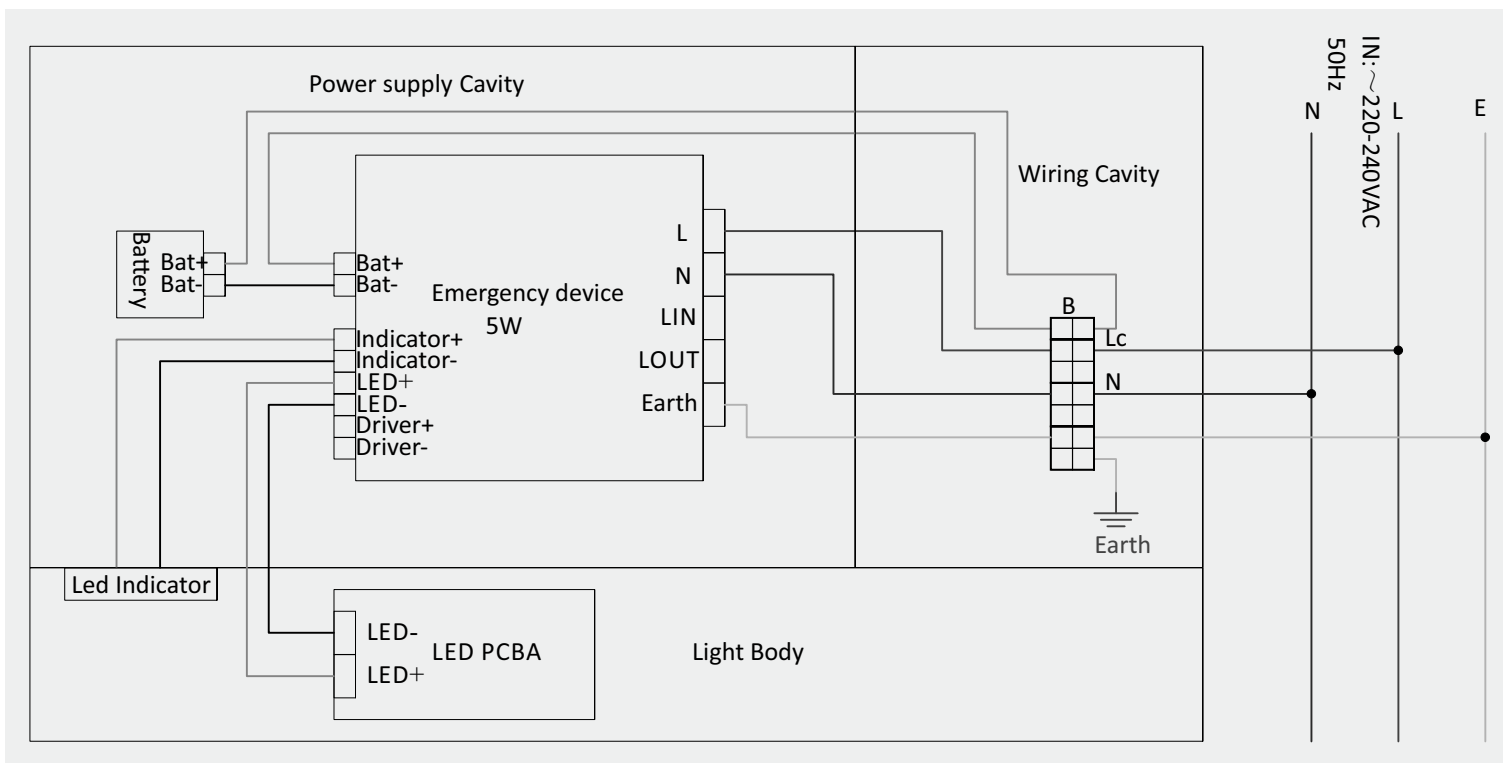 Power supply Cavity
IN:～220-240VAC
50Hz
N
L
E
Wiring Cavity
Battery
Bat+
Bat-
Bat+
Bat-
Emergency device
5W
L
N
LIN
LOUT
Earth
Indicator+
Indicator-
LED+
LED-
Driver+
Driver-
B
Lc
N
Earth
Led Indicator
LED-
LED PCBA
LED+
Light Body